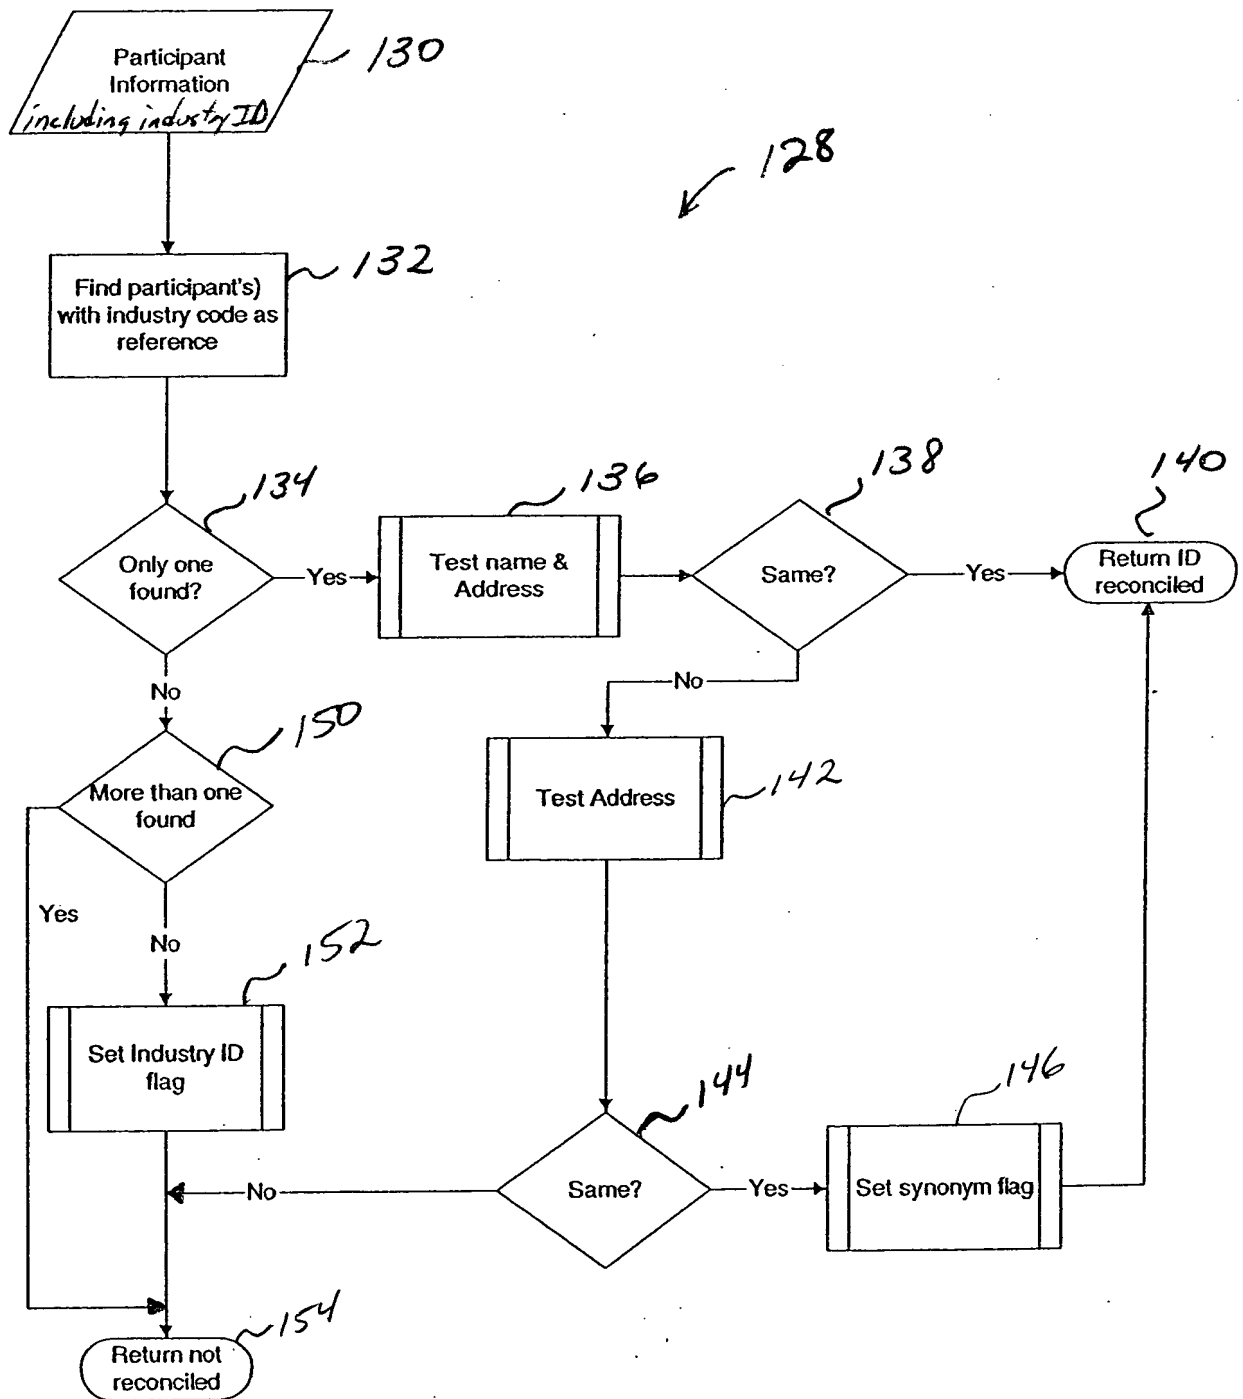 Participant
Information
including industry ID
130
128
132
Find participant's)
with industry code as
reference
134
136
138
140
Only one
found?
Yes
Test name &
Address
Same?
Yes
Return ID
reconciled
No
No
150
More than one
found
Test Address
142
Yes
No
152
Set Industry ID
flag
144
146
No
Same?
Yes
Set synonym flag
154
Return not
reconciled